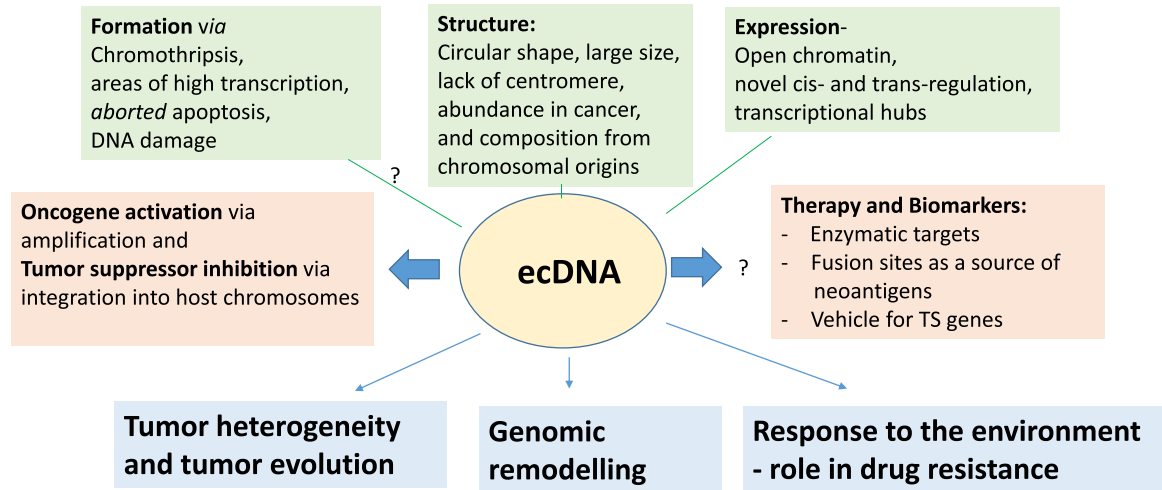 Formation via
Chromothripsis,
areas of high transcription,
aborted apoptosis,
DNA damage
Structure:
Circular shape, large size,
lack of centromere,
abundance in cancer,
and composition from
chromosomal origins
Expression-
Open chromatin,
novel cis- and trans-regulation,
transcriptional hubs
?
Oncogene activation via
amplification and
Tumor suppressor inhibition via
integration into host chromosomes
ecDNA
?
Therapy and Biomarkers:
- Enzymatic targets
- Fusion sites as a source of
neoantigens
- Vehicle for TS genes
Tumor heterogeneity
and tumor evolution
Genomic
remodelling
Response to the environment
- role in drug resistance